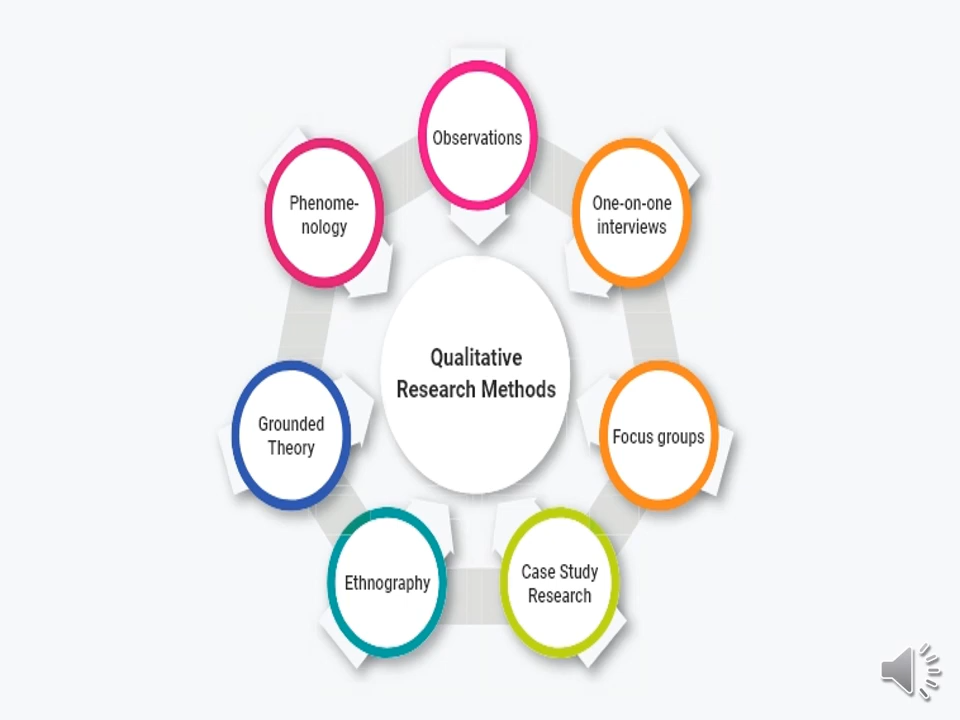 Observations
One-on-one
interviews
Focus groups
Case Study
Research
Ethnography
Grounded
Theory
Phenome-
nology
Qualitative
Research Methods